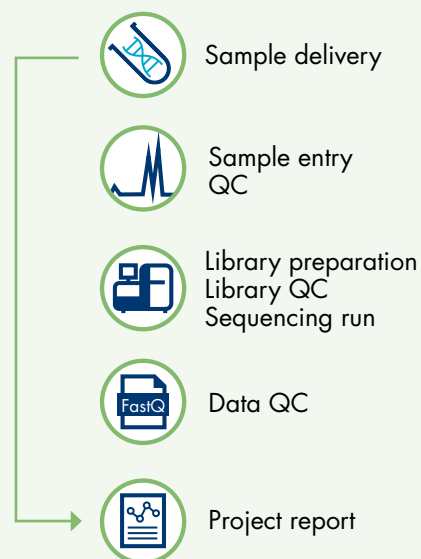 Sample delivery
Sample entry
QC
Library preparation
Library QC
Sequencing run
FastQ
Data QC
Project report